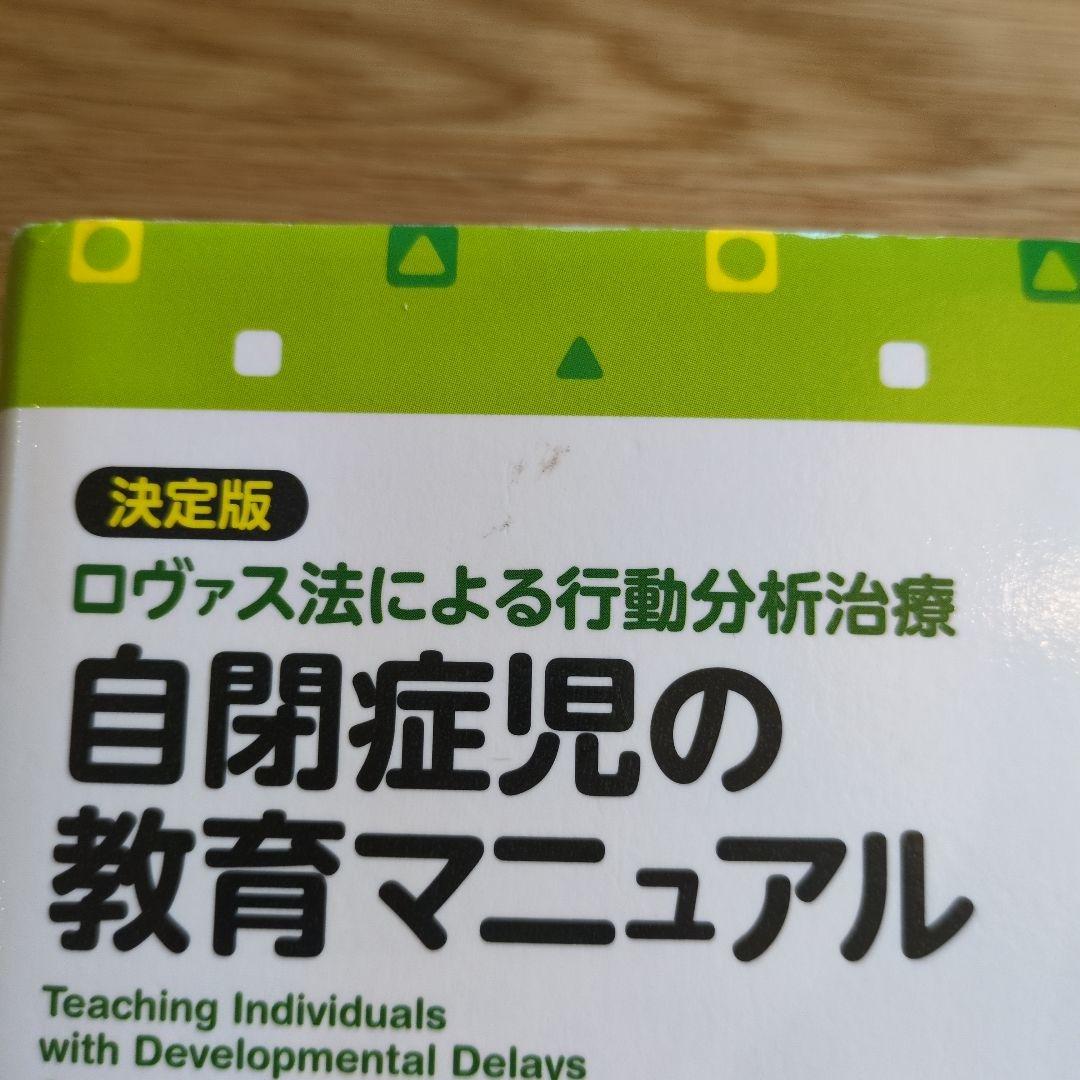 決定版
ロヴァス法による行動分析治療
自閉症児の
教育マニュアル
Teaching Individuals
with Developmental Delays